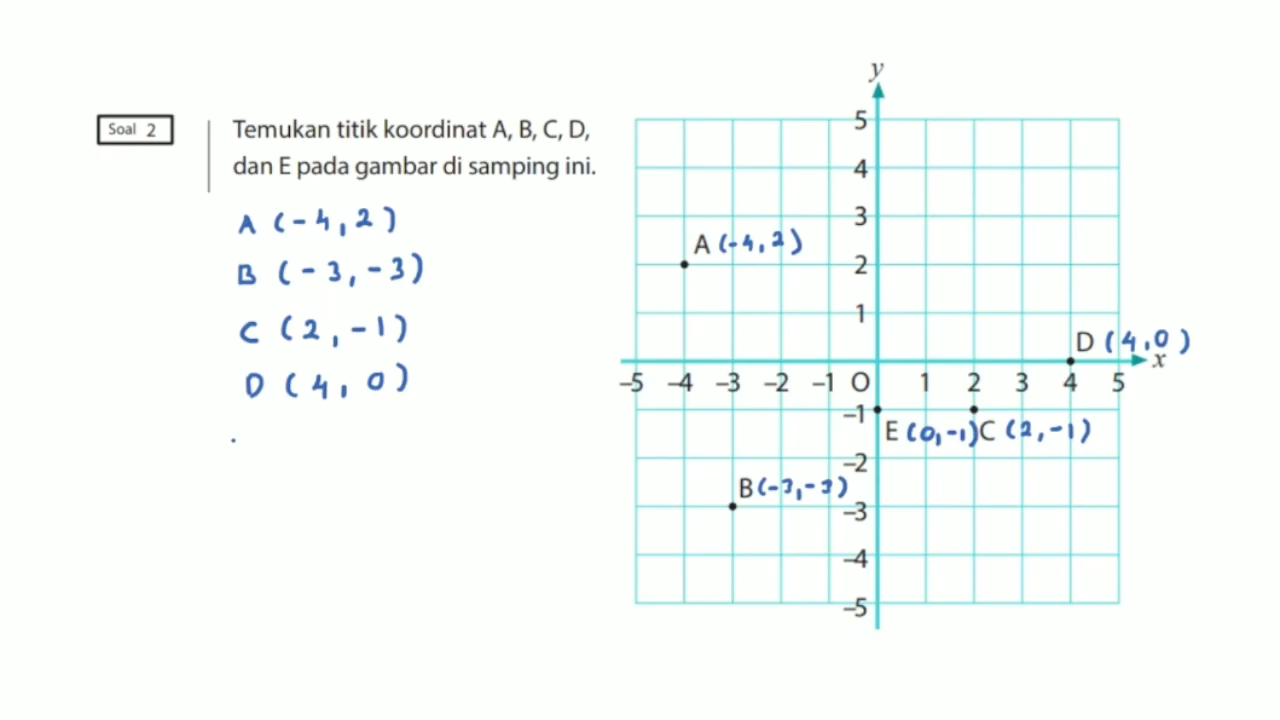 Soal 2
Temukan titik koordinat A, B, C, D,
dan E pada gambar di samping ini.
A (-4, 2)
B (-3, -3)
C (2, -1)
D (4, 0)
y
5
4
3
A (-4, 2)
2
1
D (4, 0)
x
–5 –4 –3 –2 –1 O 1 2 3 4 5
–1
E (0, -1) C (2, -1)
–2
B (-3, -3)
–3
–4
–5